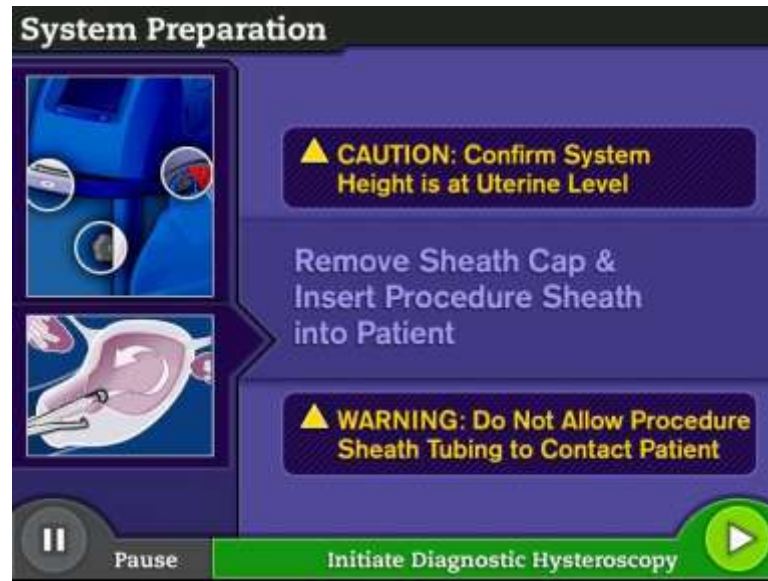 System Preparation
CAUTION: Confirm System
Height is at Uterine Level
Remove Sheath Cap &
Insert Procedure Sheath
into Patient
WARNING: Do Not Allow Procedure
Sheath Tubing to Contact Patient
Pause
Initiate Diagnostic Hysteroscopy